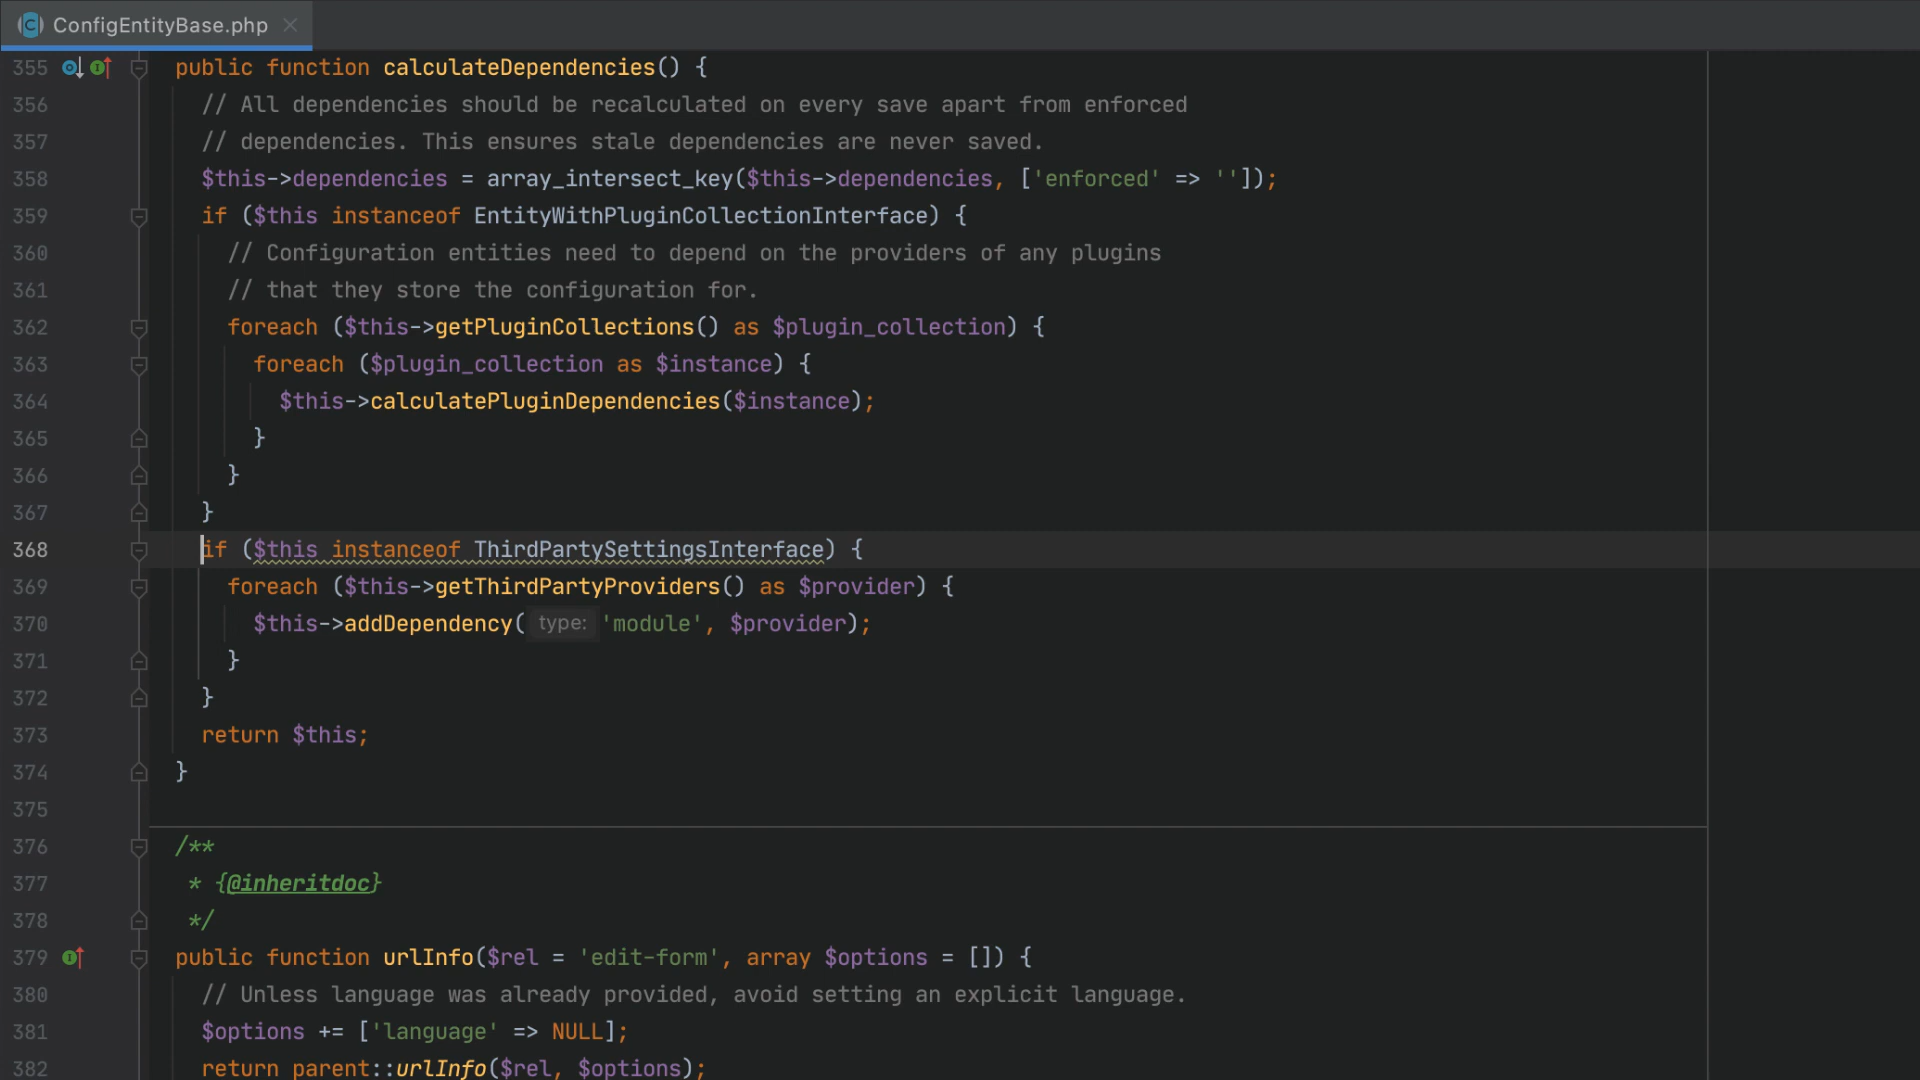 ConfigEntityBase.php
355 public function calculateDependencies() {
356 // All dependencies should be recalculated on every save apart from enforced
357 // dependencies. This ensures stale dependencies are never saved.
358 $this->dependencies = array_intersect_key($this->dependencies, ['enforced' => '']);
359 if ($this instanceof EntityWithPluginCollectionInterface) {
360 // Configuration entities need to depend on the providers of any plugins
361 // that they store the configuration for.
362 foreach ($this->getPluginCollections() as $plugin_collection) {
363 foreach ($plugin_collection as $instance) {
364 $this->calculatePluginDependencies($instance);
365 }
366 }
367 }
368 if ($this instanceof ThirdPartySettingsInterface) {
369 foreach ($this->getThirdPartyProviders() as $provider) {
370 $this->addDependency( type: 'module', $provider);
371 }
372 }
373 return $this;
374 }
375
376 /**
377 * {@inheritdoc}
378 */
379 public function urlInfo($rel = 'edit-form', array $options = []) {
380 // Unless language was already provided, avoid setting an explicit language.
381 $options += ['language' => NULL];
382 return parent::urlInfo($rel, $options);